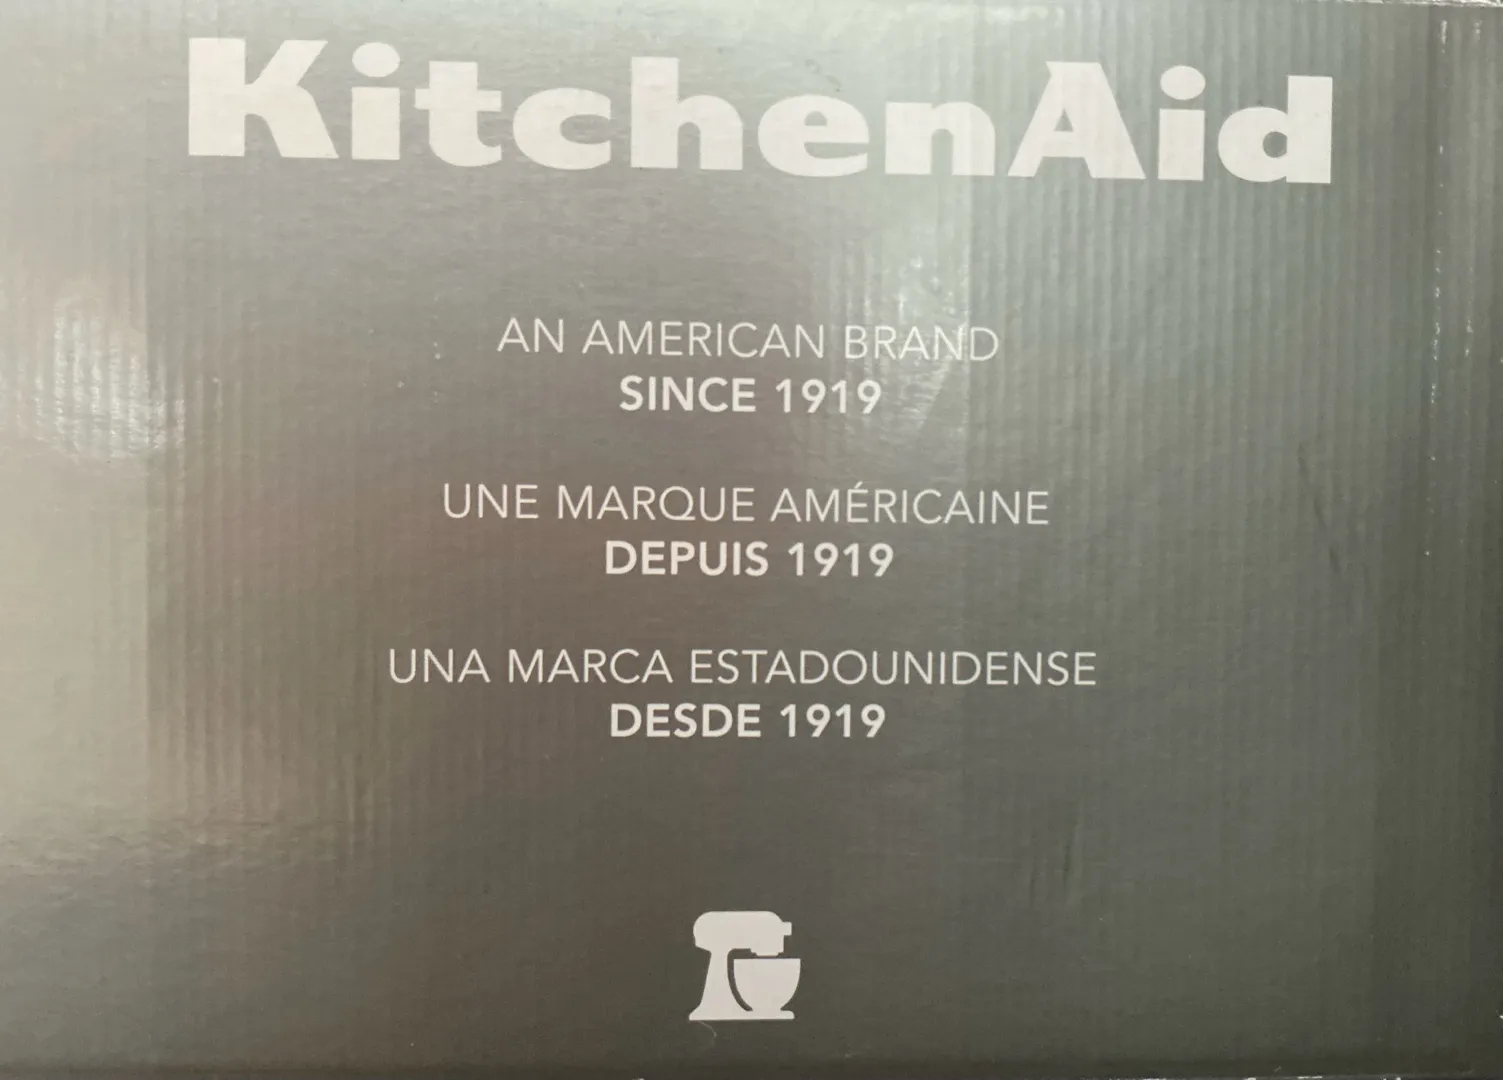 KitchenAid
AN AMERICAN BRAND
SINCE 1919
UNE MARQUE AMÉRICAINE
DEPUIS 1919
UNA MARCA ESTADOUNIDENSE
DESDE 1919